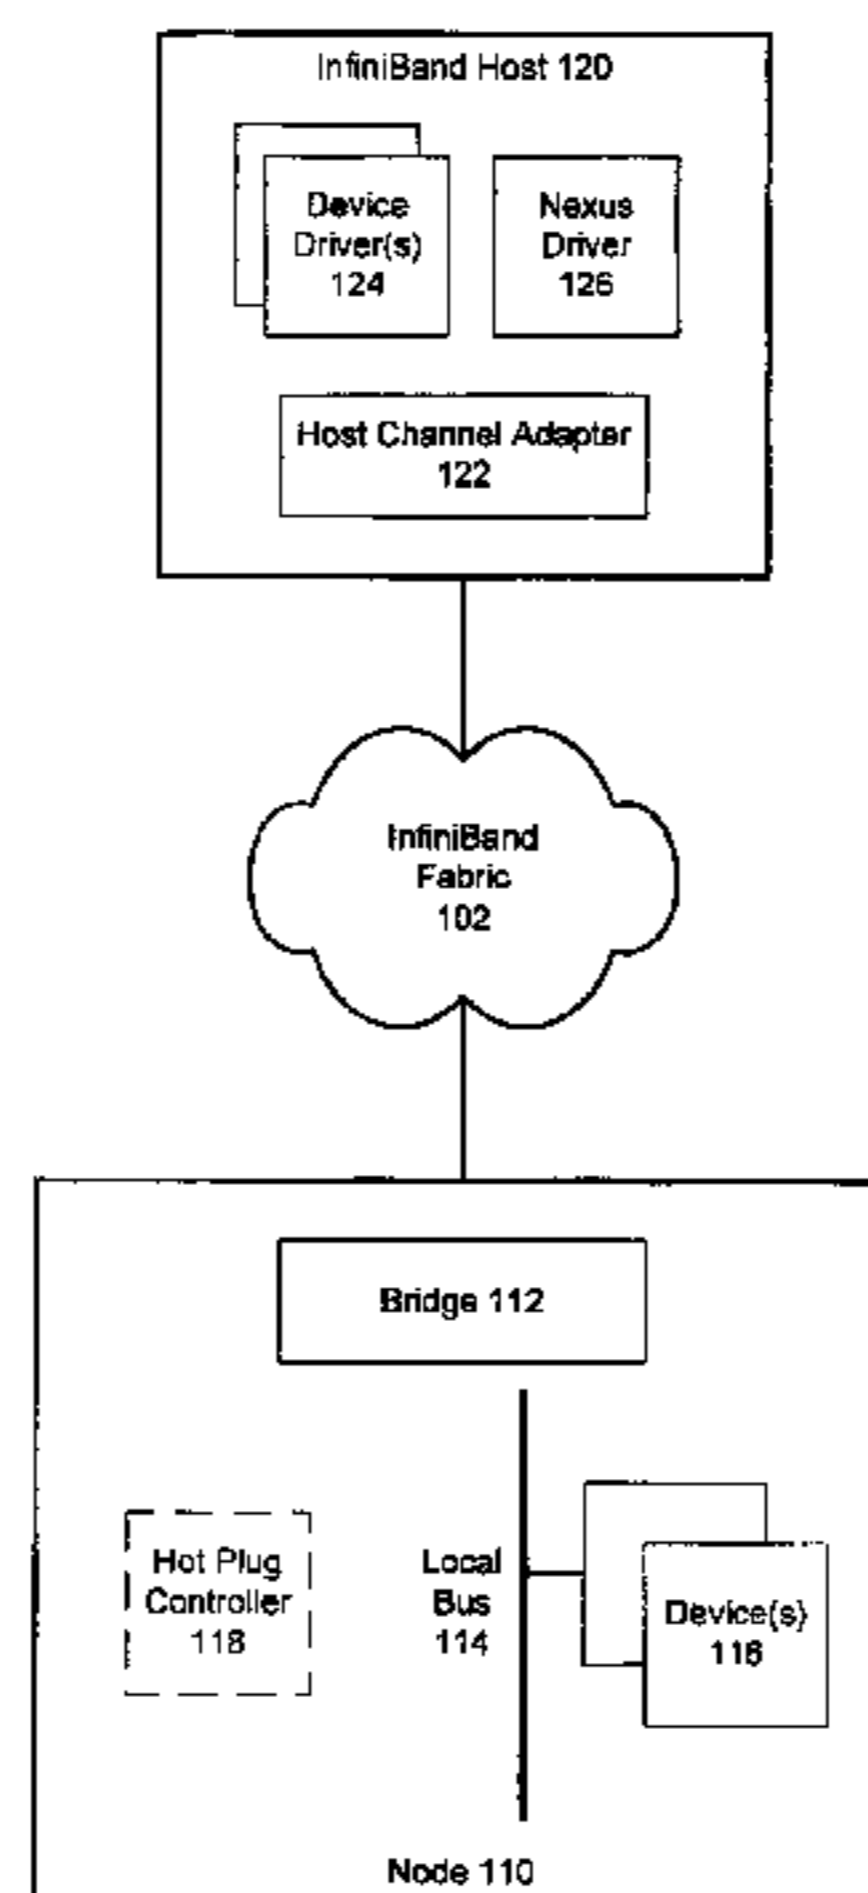 InfiniBand Host 120
Device
Driver(s)
124
Nexus
Driver
126
Host Channel Adapter
122
InfiniBand
Fabric
102
Bridge 112
Hot Plug
Controller
118
Local
Bus
114
Device(s)
116
Node 110